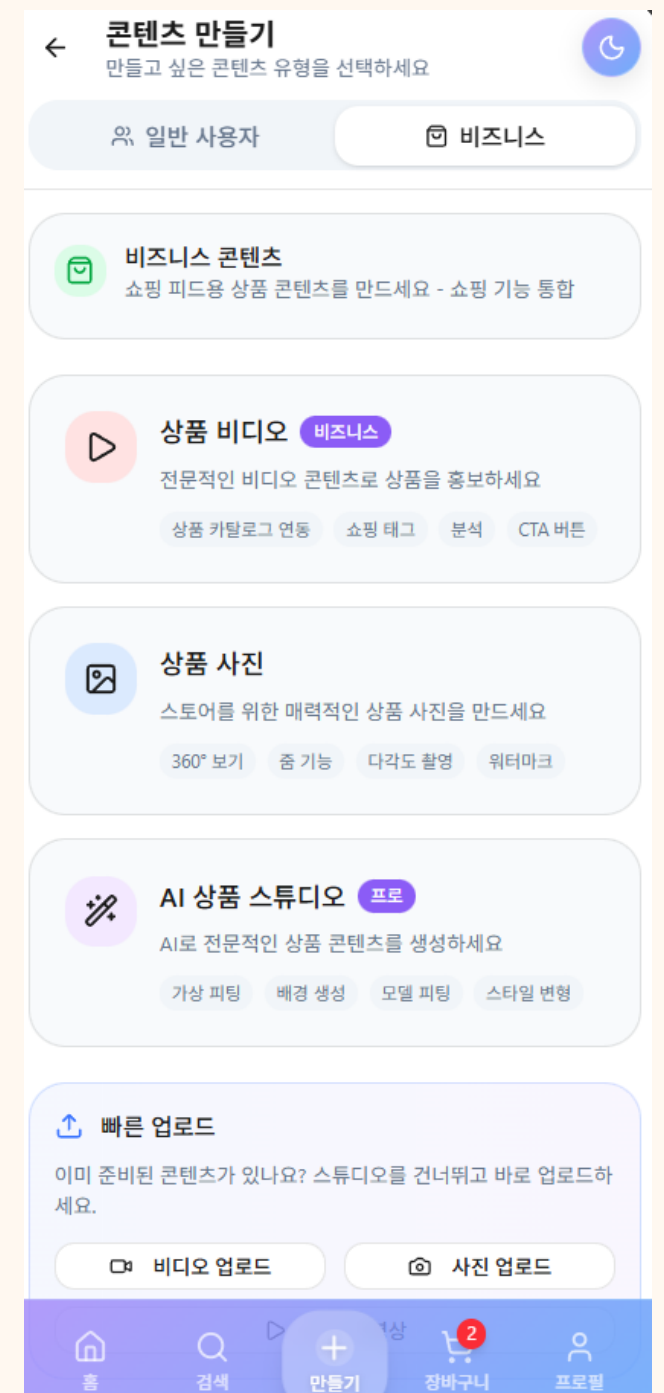 콘텐츠 만들기
만들고 싶은 콘텐츠 유형을 선택하세요
일반 사용자
비즈니스
비즈니스 콘텐츠
쇼핑 피드용 상품 콘텐츠를 만드세요 - 쇼핑 기능 통합
상품 비디오 비즈니스
전문적인 비디오 콘텐츠로 상품을 홍보하세요
상품 카탈로그 연동 쇼핑 태그 분석 CTA 버튼
상품 사진
스토어를 위한 매력적인 상품 사진을 만드세요
360° 보기 줌 기능 다각도 촬영 워터마크
AI 상품 스튜디오 프로
AI로 전문적인 상품 콘텐츠를 생성하세요
가상 피팅 배경 생성 모델 피팅 스타일 변형
빠른 업로드
이미 준비된 콘텐츠가 있나요? 스튜디오를 건너뛰고 바로 업로드하
세요.
비디오 업로드 사진 업로드
2
홈 검색 만들기 장바구니 프로필